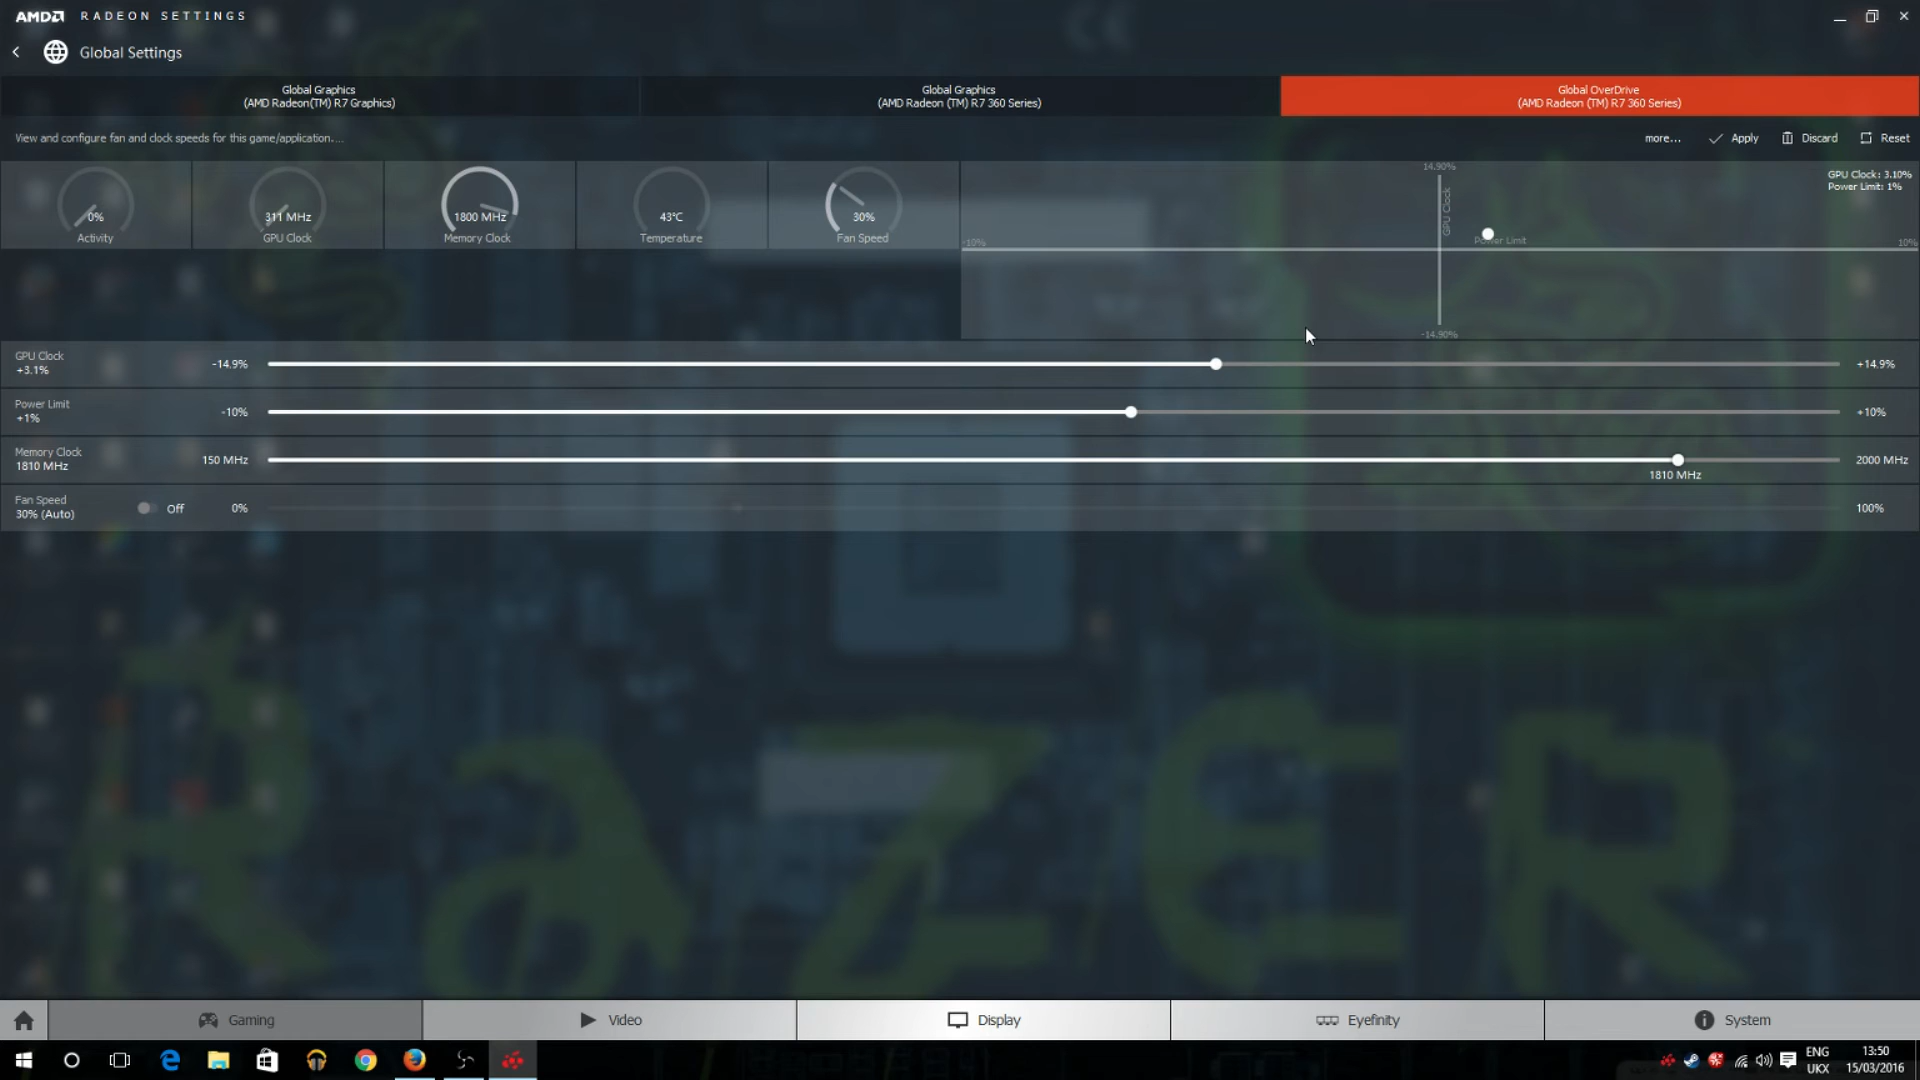 AMD RADEON SETTINGS
Global Settings
Global Graphics
(AMD Radeon(TM) R7 Graphics)
Global Graphics
(AMD Radeon (TM) R7 360 Series)
Global OverDrive
(AMD Radeon (TM) R7 360 Series)
View and configure fan and clock speeds for this game/application....
more...
Apply
Discard
Reset
0%
Activity
311 MHz
GPU Clock
1800 MHz
Memory Clock
43°C
Temperature
30%
Fan Speed
14.90%
GPU Clock
-10%
Power Limit
10%
-14.90%
GPU Clock: 3.10%
Power Limit: 1%
GPU Clock
+3.1%
-14.9%
+14.9%
Power Limit
+1%
-10%
+10%
Memory Clock
1810 MHz
150 MHz
1810 MHz
2000 MHz
Fan Speed
30% (Auto)
Off
0%
100%
RaZER
Gaming
Video
Display
Eyefinity
System
ENG
UKX
13:50
15/03/2016